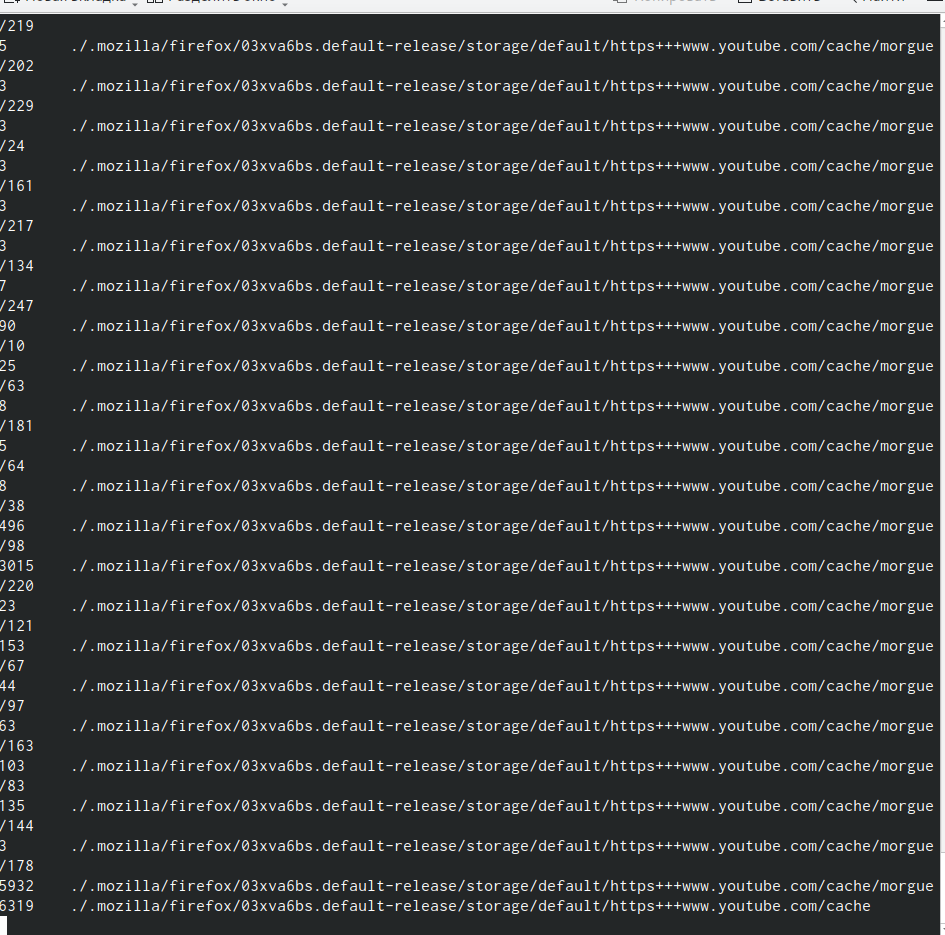 /219
5 ./.mozilla/firefox/03xva6bs.default-release/storage/default/https+++www.youtube.com/cache/morgue
/202
3 ./.mozilla/firefox/03xva6bs.default-release/storage/default/https+++www.youtube.com/cache/morgue
/229
3 ./.mozilla/firefox/03xva6bs.default-release/storage/default/https+++www.youtube.com/cache/morgue
/24
3 ./.mozilla/firefox/03xva6bs.default-release/storage/default/https+++www.youtube.com/cache/morgue
/161
3 ./.mozilla/firefox/03xva6bs.default-release/storage/default/https+++www.youtube.com/cache/morgue
/217
3 ./.mozilla/firefox/03xva6bs.default-release/storage/default/https+++www.youtube.com/cache/morgue
/134
7 ./.mozilla/firefox/03xva6bs.default-release/storage/default/https+++www.youtube.com/cache/morgue
/247
90 ./.mozilla/firefox/03xva6bs.default-release/storage/default/https+++www.youtube.com/cache/morgue
/10
25 ./.mozilla/firefox/03xva6bs.default-release/storage/default/https+++www.youtube.com/cache/morgue
/63
8 ./.mozilla/firefox/03xva6bs.default-release/storage/default/https+++www.youtube.com/cache/morgue
/181
5 ./.mozilla/firefox/03xva6bs.default-release/storage/default/https+++www.youtube.com/cache/morgue
/64
8 ./.mozilla/firefox/03xva6bs.default-release/storage/default/https+++www.youtube.com/cache/morgue
/38
496 ./.mozilla/firefox/03xva6bs.default-release/storage/default/https+++www.youtube.com/cache/morgue
/98
3015 ./.mozilla/firefox/03xva6bs.default-release/storage/default/https+++www.youtube.com/cache/morgue
/220
23 ./.mozilla/firefox/03xva6bs.default-release/storage/default/https+++www.youtube.com/cache/morgue
/121
153 ./.mozilla/firefox/03xva6bs.default-release/storage/default/https+++www.youtube.com/cache/morgue
/67
44 ./.mozilla/firefox/03xva6bs.default-release/storage/default/https+++www.youtube.com/cache/morgue
/97
63 ./.mozilla/firefox/03xva6bs.default-release/storage/default/https+++www.youtube.com/cache/morgue
/163
103 ./.mozilla/firefox/03xva6bs.default-release/storage/default/https+++www.youtube.com/cache/morgue
/83
135 ./.mozilla/firefox/03xva6bs.default-release/storage/default/https+++www.youtube.com/cache/morgue
/144
3 ./.mozilla/firefox/03xva6bs.default-release/storage/default/https+++www.youtube.com/cache/morgue
/178
5932 ./.mozilla/firefox/03xva6bs.default-release/storage/default/https+++www.youtube.com/cache/morgue
6319 ./.mozilla/firefox/03xva6bs.default-release/storage/default/https+++www.youtube.com/cache